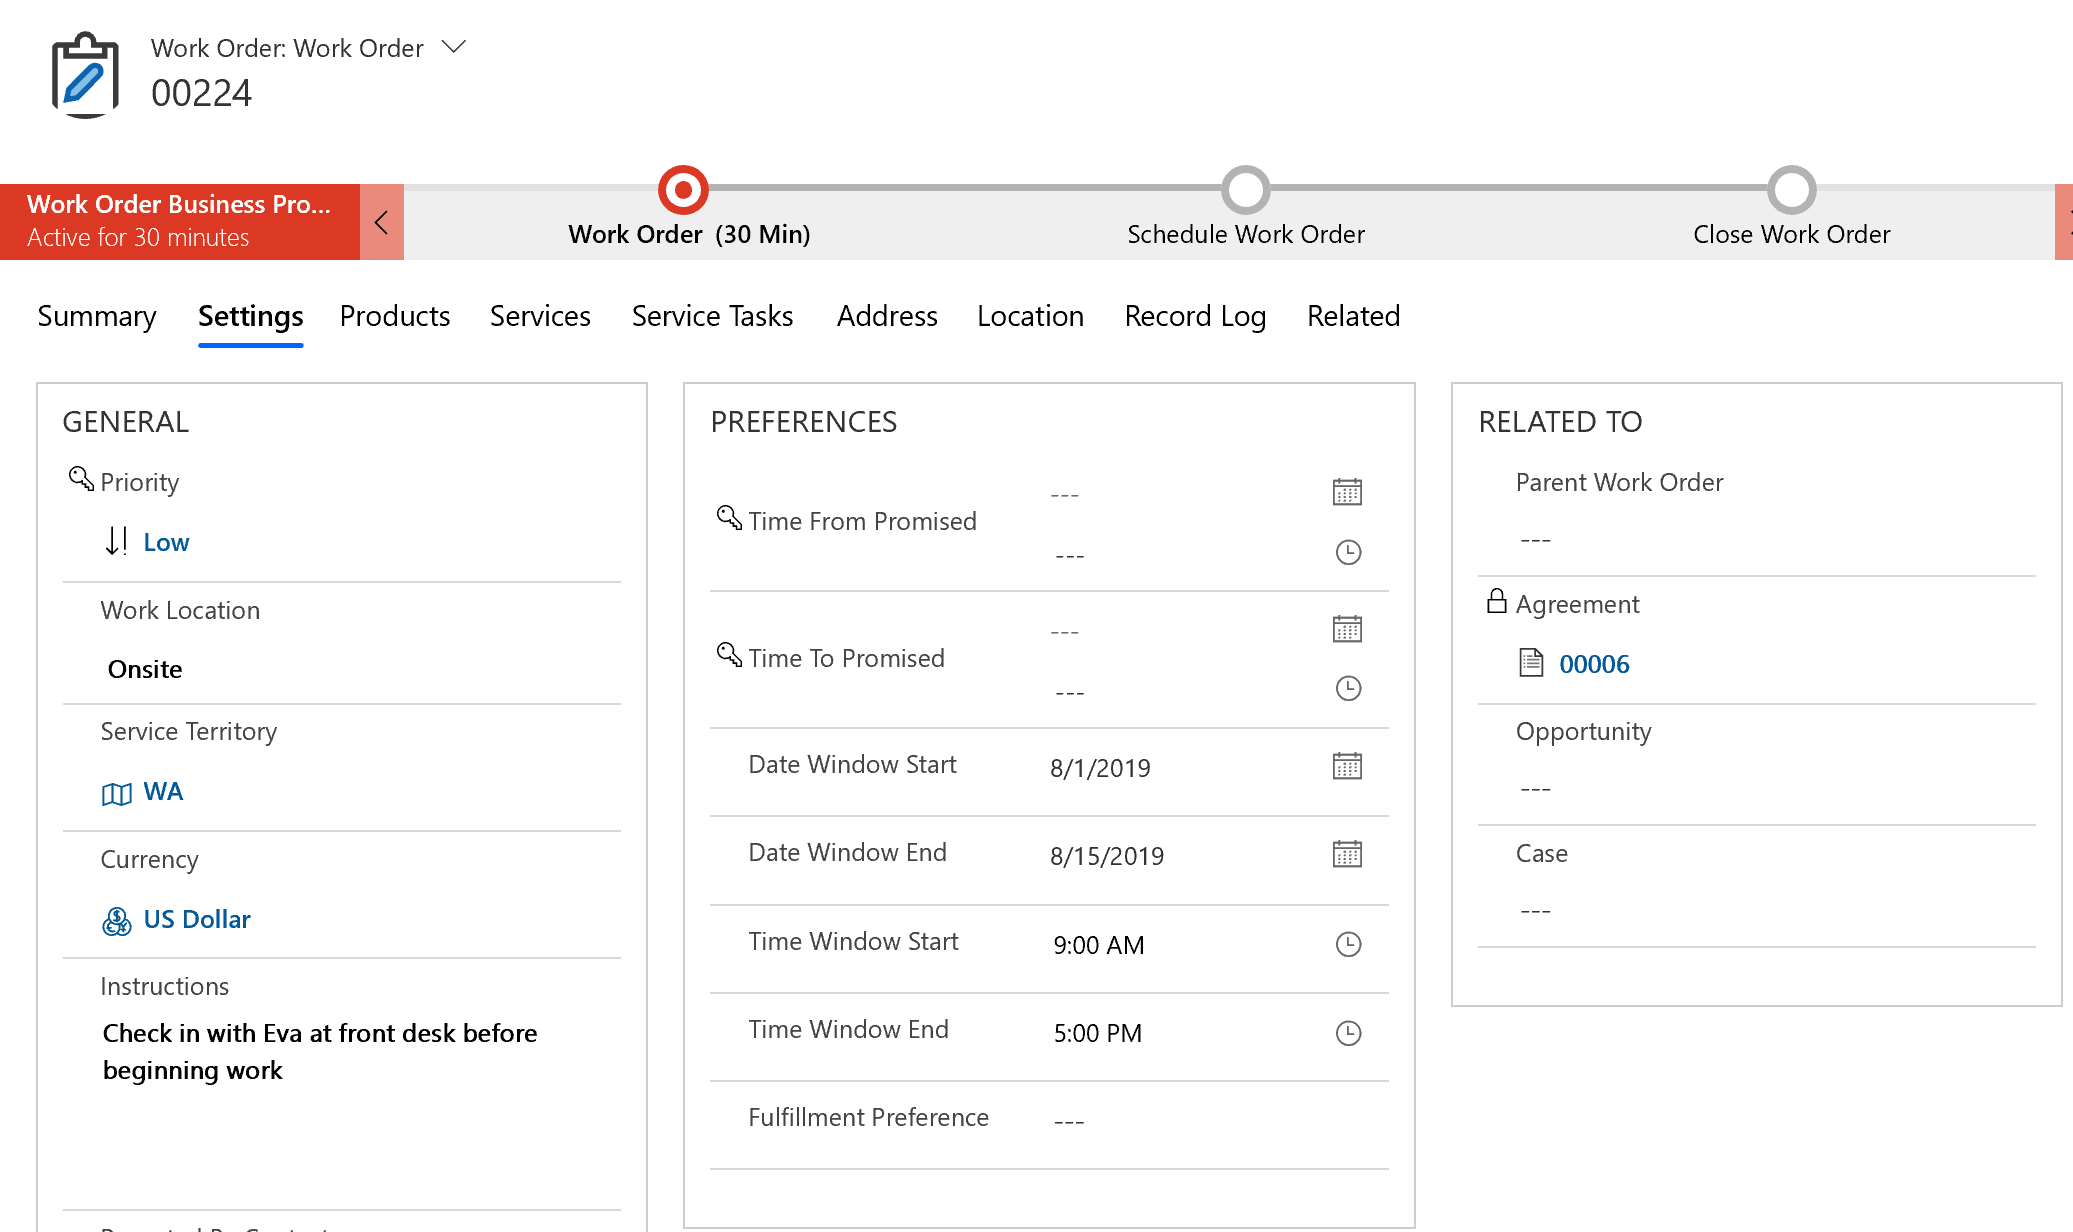 Work Order: Work Order
00224
Work Order Business Pro...
Active for 30 minutes
Work Order (30 Min)
Schedule Work Order
Close Work Order
Summary
Settings
Products
Services
Service Tasks
Address
Location
Record Log
Related
GENERAL
Priority
Low
Work Location
Onsite
Service Territory
WA
Currency
US Dollar
Instructions
Check in with Eva at front desk before
beginning work
PREFERENCES
Time From Promised
---
---
Time To Promised
---
---
Date Window Start
8/1/2019
Date Window End
8/15/2019
Time Window Start
9:00 AM
Time Window End
5:00 PM
Fulfillment Preference
---
RELATED TO
Parent Work Order
---
Agreement
00006
Opportunity
---
Case
---